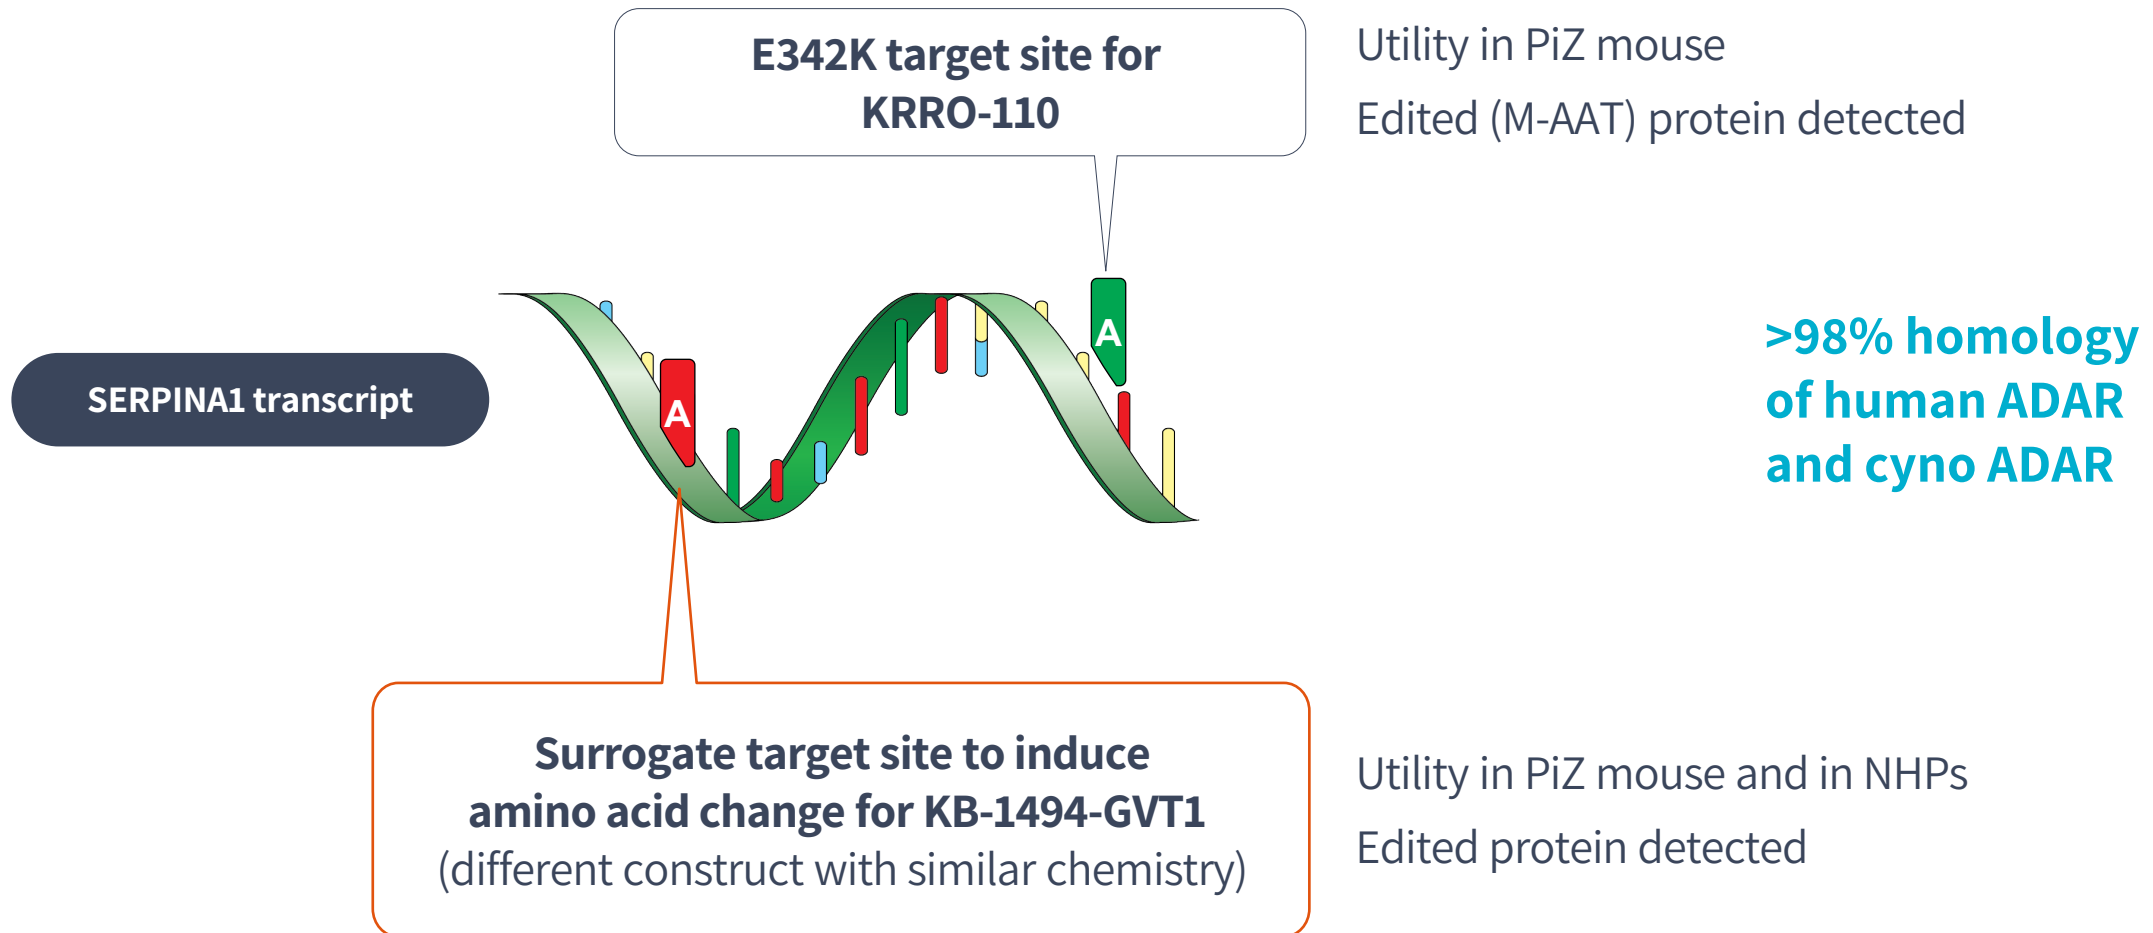 E342K target site for
KRRO-110
Utility in PiZ mouse
Edited (M-AAT) protein detected
A
A
SERPINA1 transcript
>98% homology
of human ADAR
and cyno ADAR
Surrogate target site to induce
amino acid change for KB-1494-GVT1
(different construct with similar chemistry)
Utility in PiZ mouse and in NHPs
Edited protein detected